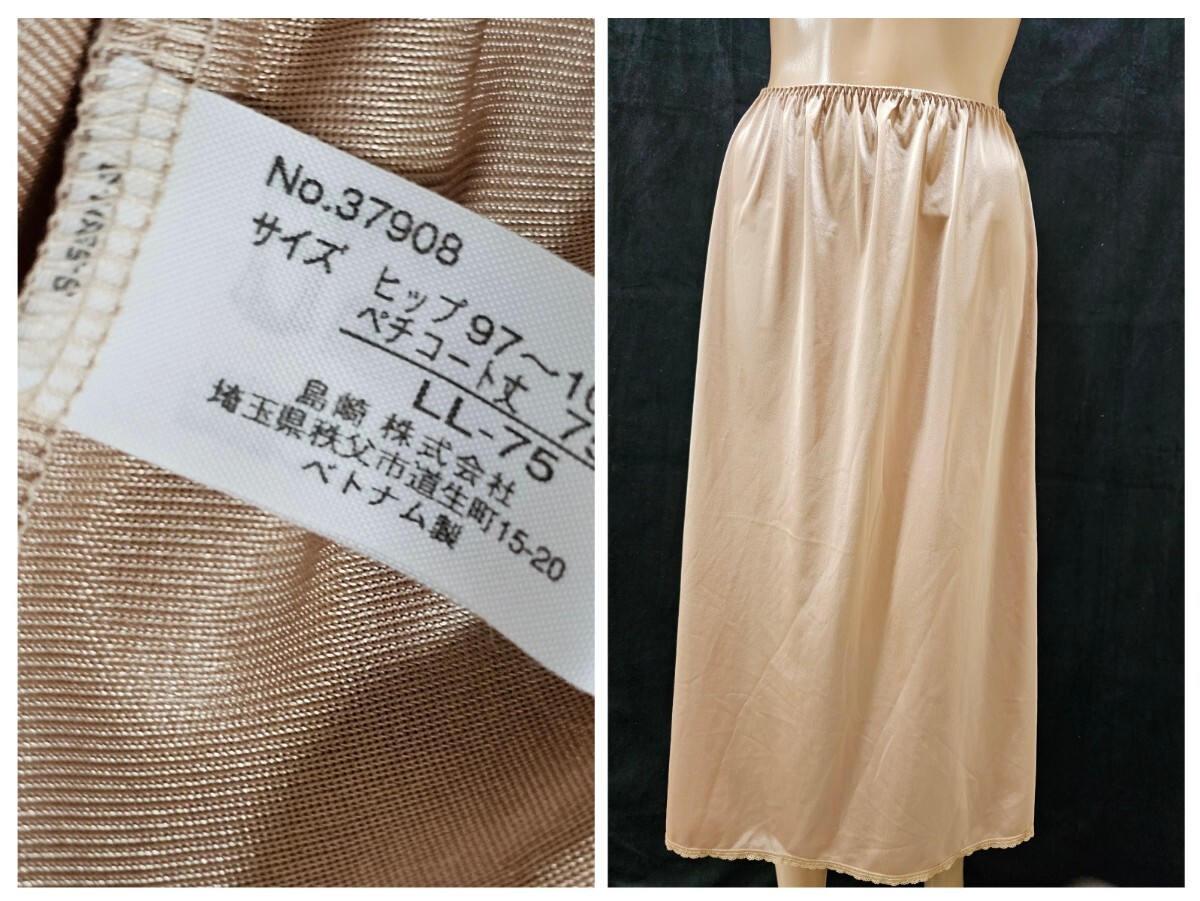 No.37908
サイズ
ヒップ97～10
ペチコート丈 75
LL-75
島崎 株式会社
埼玉県秩父市道生町15-20
ベトナム製